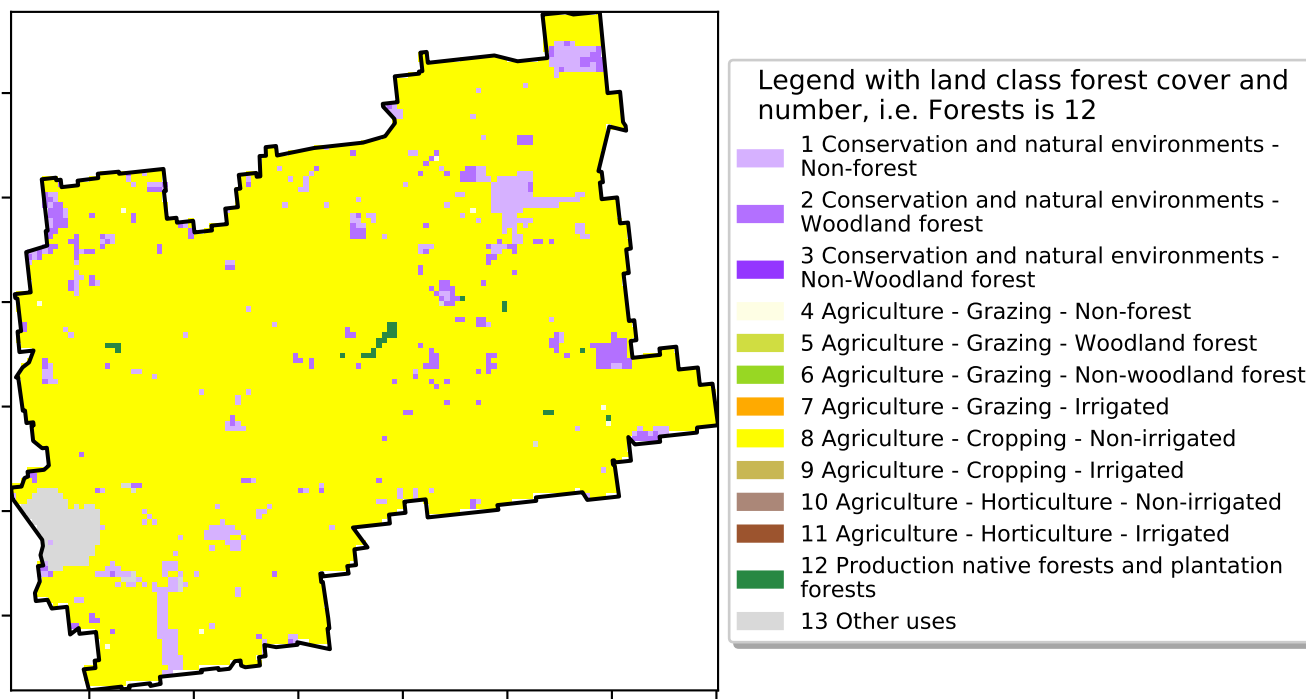 Legend with land class forest cover and
number, i.e. Forests is 12
1 Conservation and natural environments -
Non-forest
2 Conservation and natural environments -
Woodland forest
3 Conservation and natural environments -
Non-Woodland forest
4 Agriculture - Grazing - Non-forest
5 Agriculture - Grazing - Woodland forest
6 Agriculture - Grazing - Non-woodland forest
7 Agriculture - Grazing - Irrigated
8 Agriculture - Cropping - Non-irrigated
9 Agriculture - Cropping - Irrigated
10 Agriculture - Horticulture - Non-irrigated
11 Agriculture - Horticulture - Irrigated
12 Production native forests and plantation
forests
13 Other uses